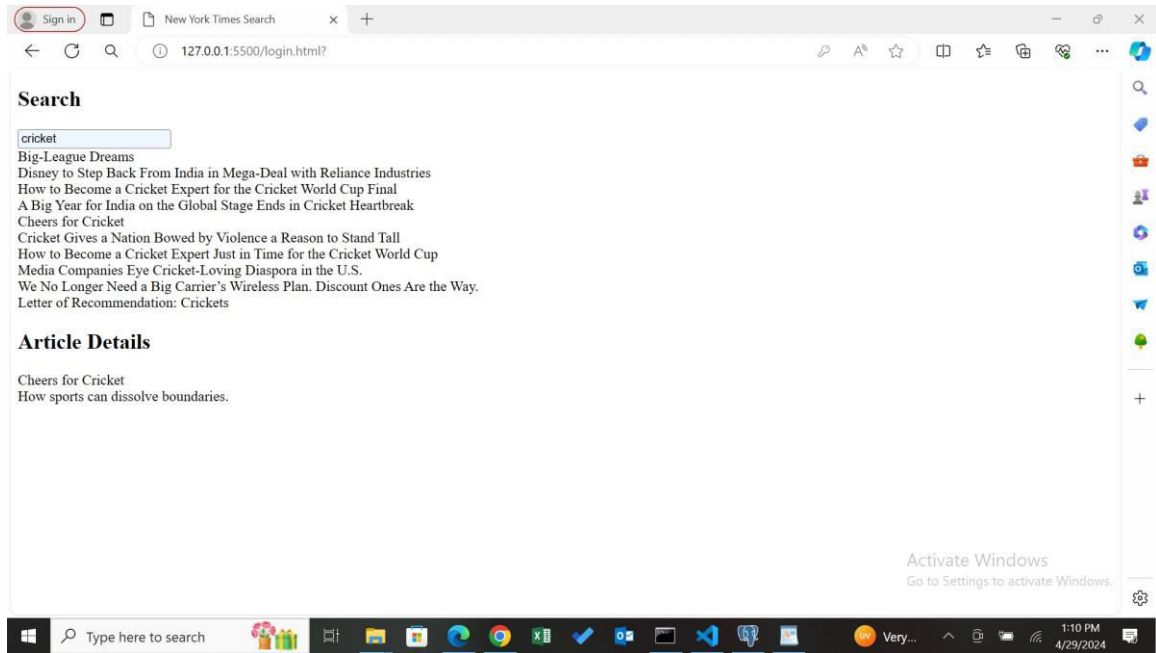 Sign in
New York Times Search
127.0.0.1:5500/login.html?
Search
cricket
Big-League Dreams
Disney to Step Back From India in Mega-Deal with Reliance Industries
How to Become a Cricket Expert for the Cricket World Cup Final
A Big Year for India on the Global Stage Ends in Cricket Heartbreak
Cheers for Cricket
Cricket Gives a Nation Bowed by Violence a Reason to Stand Tall
How to Become a Cricket Expert Just in Time for the Cricket World Cup
Media Companies Eye Cricket-Loving Diaspora in the U.S.
We No Longer Need a Big Carrier’s Wireless Plan. Discount Ones Are the Way.
Letter of Recommendation: Crickets
Article Details
Cheers for Cricket
How sports can dissolve boundaries.
Activate Windows
Go to Settings to activate Windows.
Type here to search
UV
Very...
1:10 PM
4/29/2024